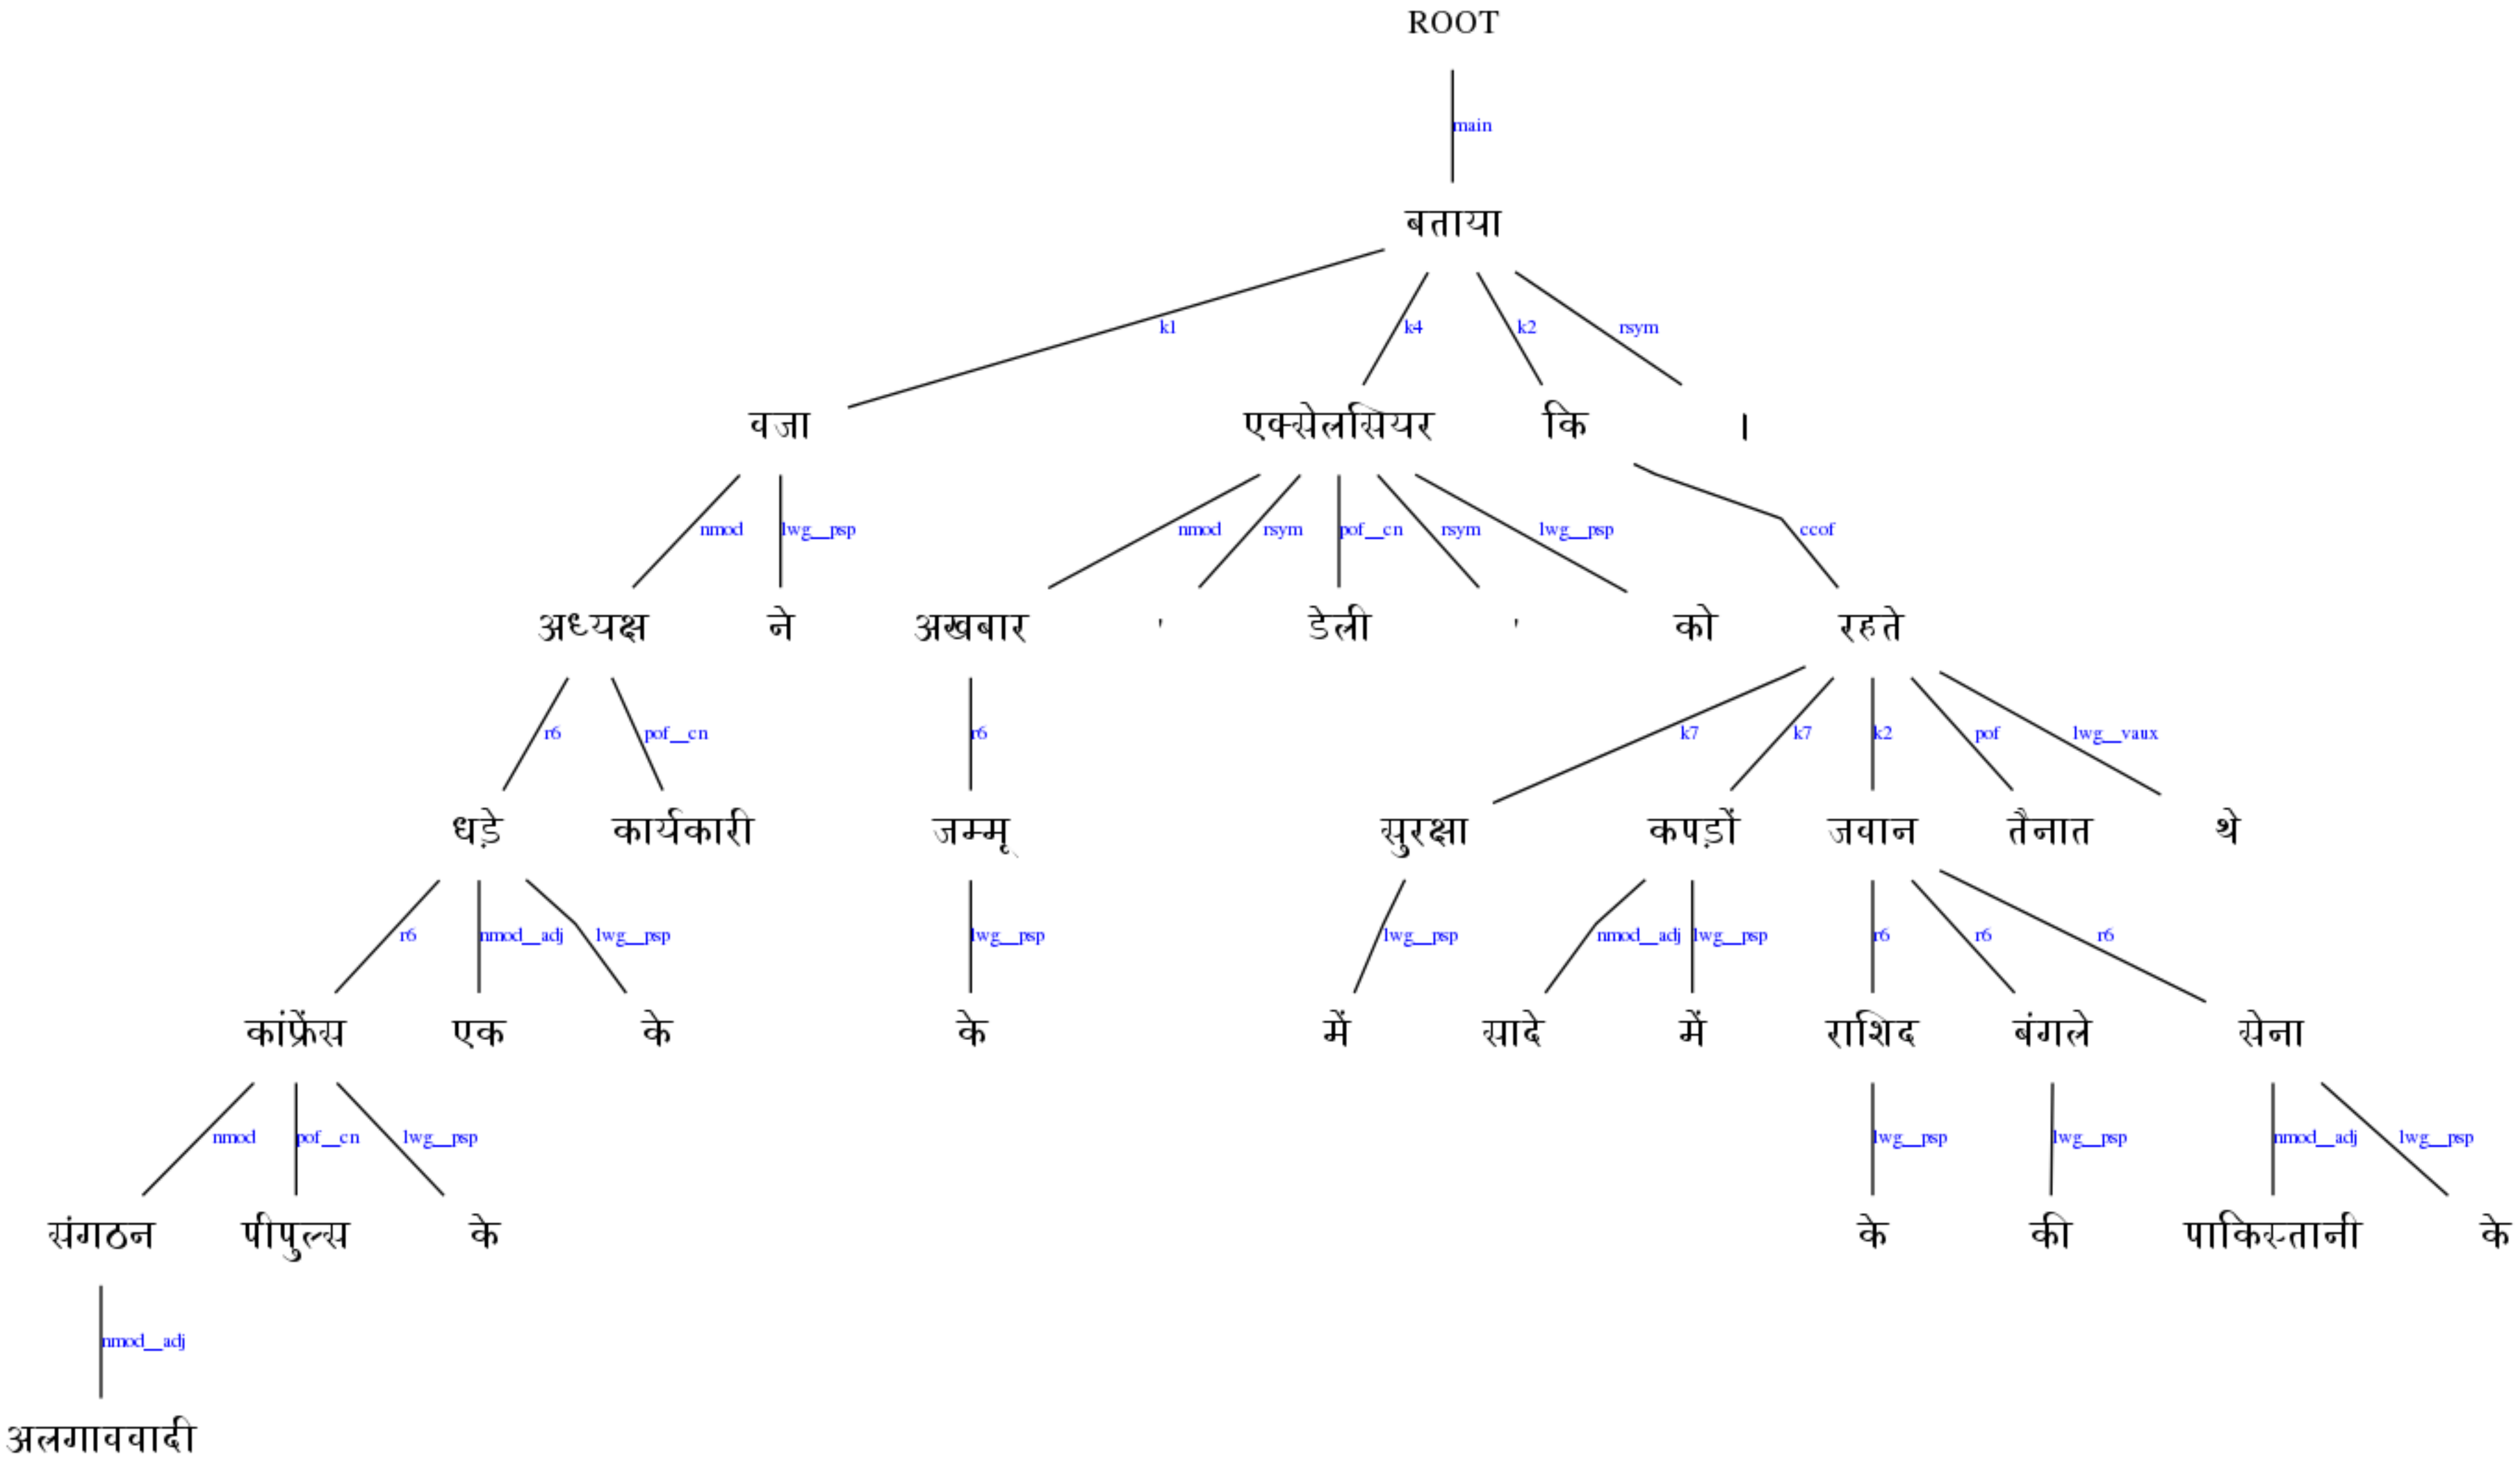 ROOT
main
बताया
k1 k4 k2 rsym
वजा एक्सेलसियर कि ।
nmod lwg__psp nmod rsym pof__cn rsym lwg__psp ccof
अध्यक्ष ने अखबार ' डेली ' को रहते
r6 pof__cn r6 k7 k7 k2 pof lwg__vaux
धड़े कार्यकारी जम्मू सुरक्षा कपड़ों जवान तैनात थे
r6 nmod__adj lwg__psp lwg__psp lwg__psp nmod__adj lwg__psp r6 r6 r6
कांफ्रेंस एक के के में सादे में राशिद बंगले सेना
nmod pof__cn lwg__psp lwg__psp lwg__psp nmod__adj lwg__psp
संगठन पीपुल्स के के की पाकिस्तानी के
nmod__adj
अलगाववादी